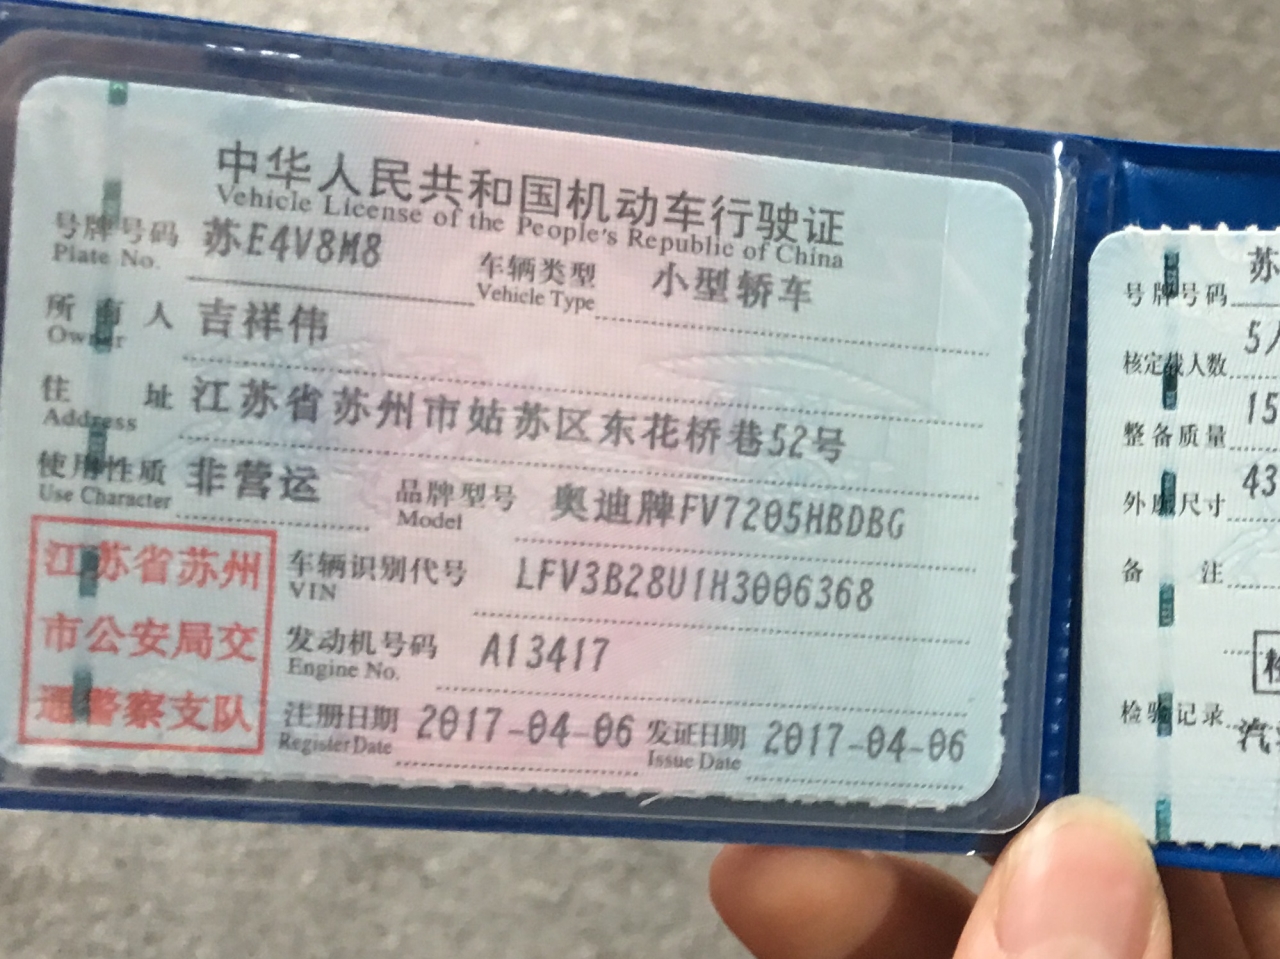 中华人民共和国机动车行驶证
Vehicle License of the People's Republic of China
号牌号码 苏E4V8M8 车辆类型 小型轿车
Plate No. Vehicle Type
所有人 吉祥伟
Owner
住址 江苏省苏州市姑苏区东花桥巷52号
Address
使用性质 非营运 品牌型号 奥迪牌FV7205HBDBG
Use Character Model
江苏省苏州
市公安局交
通警察支队
车辆识别代号 LFV3B28U1H3006368
VIN
发动机号码 A13417
Engine No.
注册日期 2017-04-06 发证日期 2017-04-06
Register Date Issue Date
号牌号码 苏
核定载人数 5
整备质量 15
外廓尺寸 43
备注
检验记录